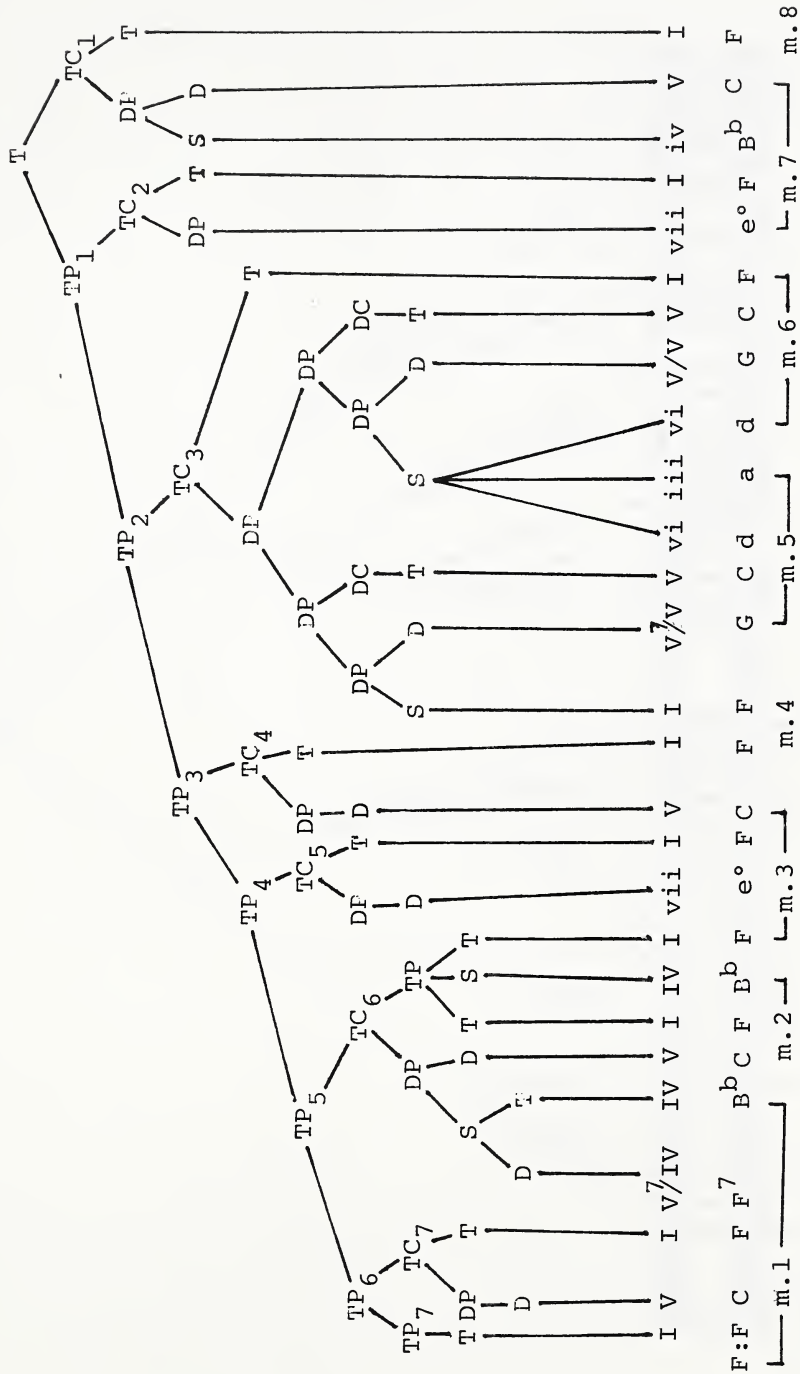 T
TP1 TC1
TP2 TC2 DP T
TP3 TC3 DP T S D
TP4 TC4 DP T
TP5 TC5 DP T DP DP
TP6 TC6 DP T D DP DC DP DC
TP7 TC7 DP TP D S D T S D T
T DP T S D T S T
D D T
I V I V7/IV IV V I IV I vii I V I I V7/V V vi iii vi V/V V I vii I iv V I
F:F C F F7 Bb C F Bb F e° F C F F G C d a d G C F e° F Bb C F
m.1 m.2 m.3 m.4 m.5 m.6 m.7 m.8